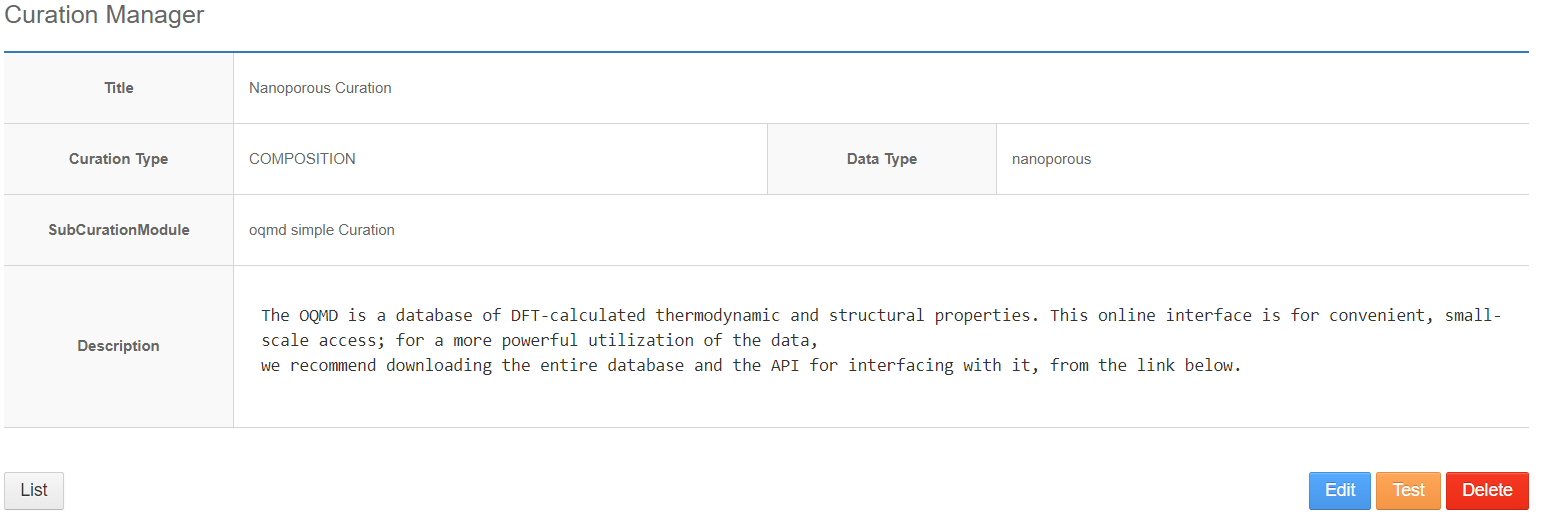 Curation Manager
Title
Nanoporous Curation
Curation Type
COMPOSITION
Data Type
nanoporous
SubCurationModule
oqmd simple Curation
Description
The OQMD is a database of DFT-calculated thermodynamic and structural properties. This online interface is for convenient, small-
scale access; for a more powerful utilization of the data,
we recommend downloading the entire database and the API for interfacing with it, from the link below.
List
Edit
Test
Delete